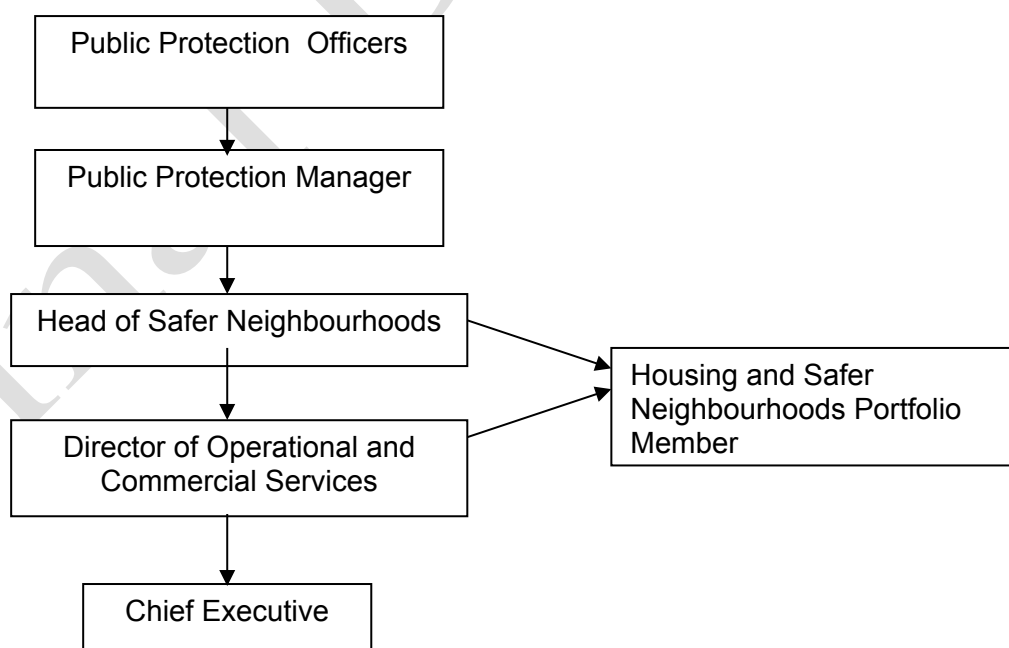 Public Protection  Officers
Public Protection Manager
Head of Safer Neighbourhoods
Housing and Safer
Neighbourhoods Portfolio
Member
Director of Operational and
Commercial Services
Chief Executive